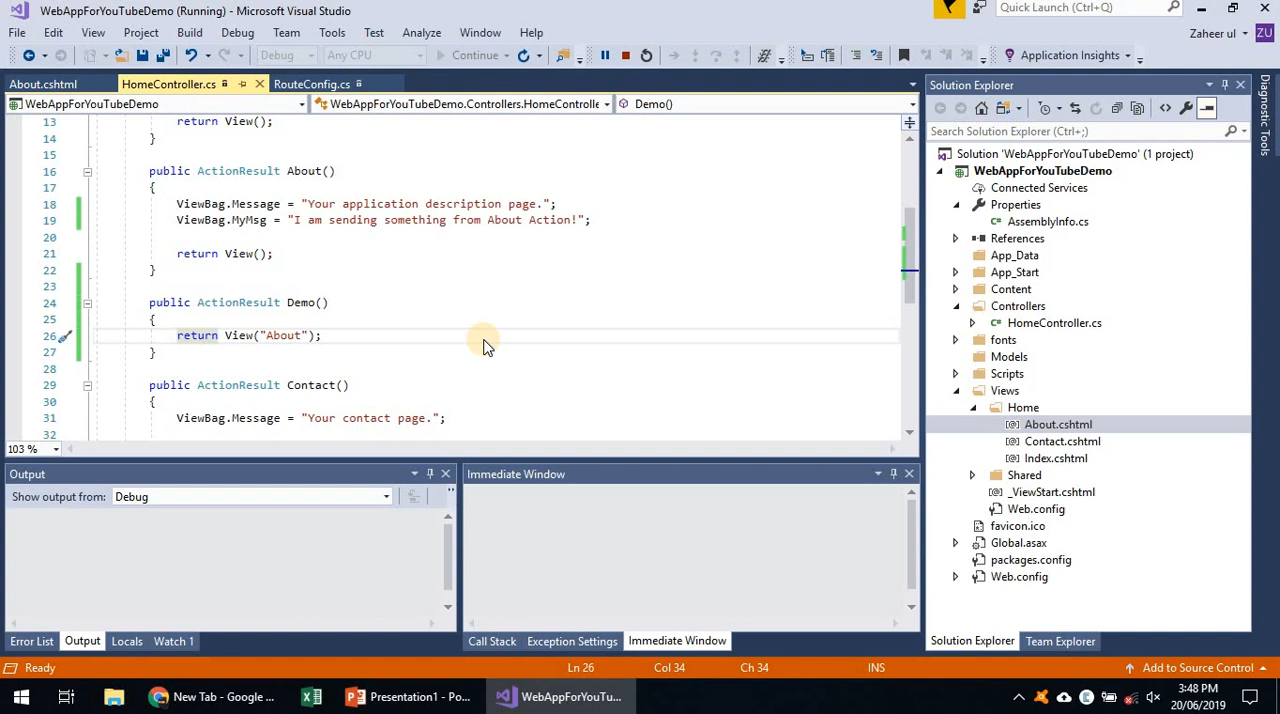 WebAppForYouTubeDemo (Running) - Microsoft Visual Studio
Quick Launch (Ctrl+Q)
File Edit View Project Build Debug Team Tools Test Analyze Window Help
Zaheer ul
ZU
Debug Any CPU Continue Application Insights
About.cshtml HomeController.cs RouteConfig.cs
WebAppForYouTubeDemo WebAppForYouTubeDemo.Controllers.HomeControlle Demo()
13 return View();
14 }
15
16 public ActionResult About()
17 {
18 ViewBag.Message = "Your application description page.";
19 ViewBag.MyMsg = "I am sending something from About Action!";
20
21 return View();
22 }
23
24 public ActionResult Demo()
25 {
26 return View("About");
27 }
28
29 public ActionResult Contact()
30 {
31 ViewBag.Message = "Your contact page.";
32
103 %
Output
Show output from: Debug
Immediate Window
Error List Output Locals Watch 1
Call Stack Exception Settings Immediate Window
Solution Explorer
Search Solution Explorer (Ctrl+;)
Solution 'WebAppForYouTubeDemo' (1 project)
WebAppForYouTubeDemo
Connected Services
Properties
C# AssemblyInfo.cs
References
App_Data
App_Start
Content
Controllers
C# HomeController.cs
fonts
Models
Scripts
Views
Home
[@] About.cshtml
[@] Contact.cshtml
[@] Index.cshtml
Shared
[@] _ViewStart.cshtml
Web.config
favicon.ico
Global.asax
packages.config
Web.config
Solution Explorer Team Explorer
Diagnostic Tools
Ready Ln 26 Col 34 Ch 34 INS Add to Source Control
New Tab - Google ... Presentation1 - Po... WebAppForYouTu...
3:48 PM
20/06/2019